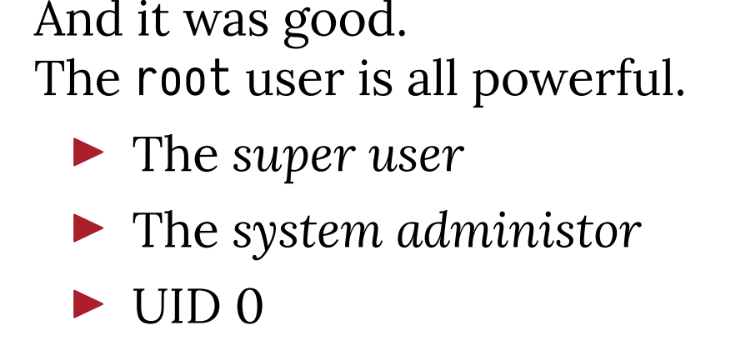 And it was good.
The root user is all powerful.
The super user
The system administor
UID 0